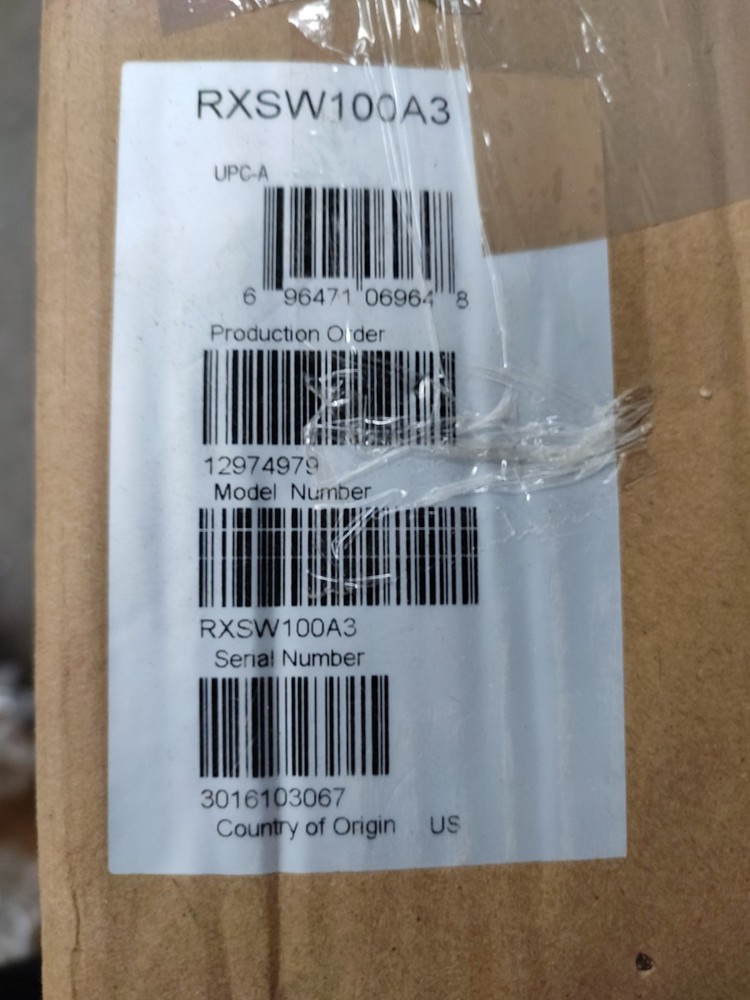 RXSW100A3
UPC-A
6 96471 06964 8
Production Order
12974979
Model Number
RXSW100A3
Serial Number
3016103067
Country of Origin US